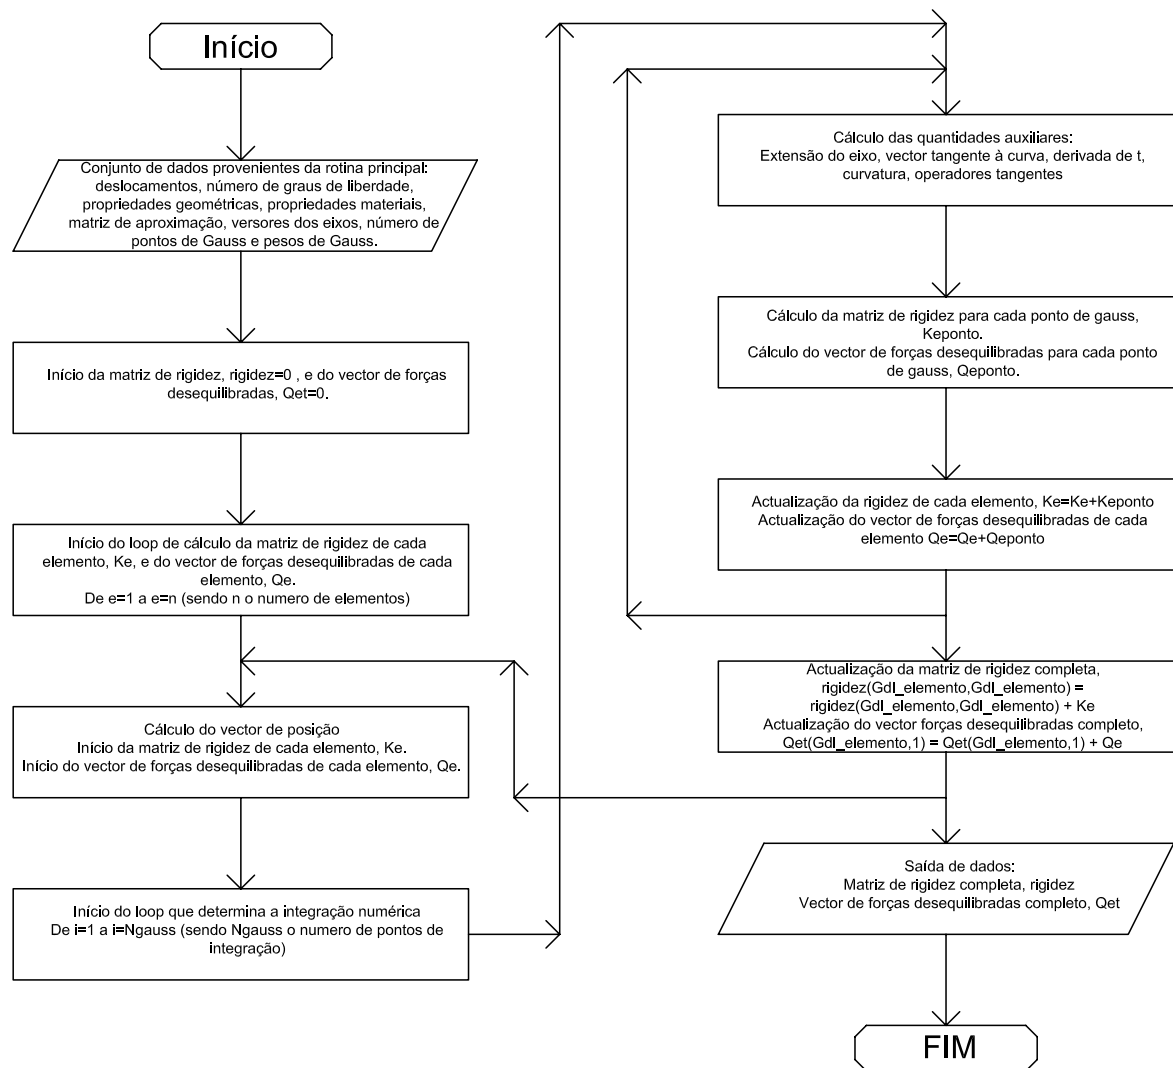 Início
Conjunto de dados provenientes da rotina principal:
deslocamentos, número de graus de liberdade,
propriedades geométricas, propriedades materiais,
matriz de aproximação, versores dos eixos, número de
pontos de Gauss e pesos de Gauss.
Início da matriz de rigidez, rigidez=0 , e do vector de forças
desequilibradas, Qet=0.
Início do loop de cálculo da matriz de rigidez de cada
elemento, Ke, e do vector de forças desequilibradas de cada
elemento, Qe.
De e=1 a e=n (sendo n o numero de elementos)
Cálculo do vector de posição
Início da matriz de rigidez de cada elemento, Ke.
Início do vector de forças desequilibradas de cada elemento, Qe.
Início do loop que determina a integração numérica
De i=1 a i=Ngauss (sendo Ngauss o numero de pontos de
integração)
Cálculo das quantidades auxiliares:
Extensão do eixo, vector tangente à curva, derivada de t,
curvatura, operadores tangentes
Cálculo da matriz de rigidez para cada ponto de gauss,
Keponto.
Cálculo do vector de forças desequilibradas para cada ponto
de gauss, Qeponto.
Actualização da rigidez de cada elemento, Ke=Ke+Keponto
Actualização do vector de forças desequilibradas de cada
elemento Qe=Qe+Qeponto
Actualização da matriz de rigidez completa,
rigidez(Gdl_elemento,Gdl_elemento) =
rigidez(Gdl_elemento,Gdl_elemento) + Ke
Actualização do vector forças desequilibradas completo,
Qet(Gdl_elemento,1) = Qet(Gdl_elemento,1) + Qe
Saída de dados:
Matriz de rigidez completa, rigidez
Vector de forças desequilibradas completo, Qet
FIM